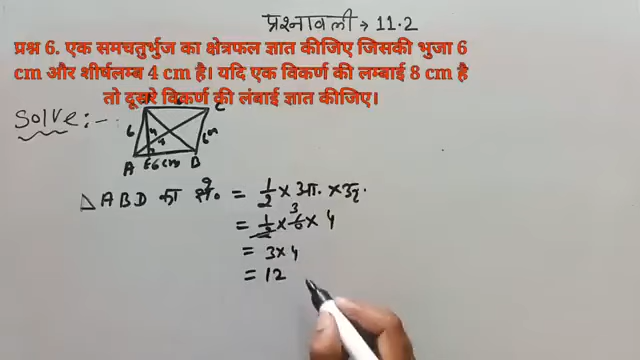 प्रश्नावली → 11.2
प्रश्न 6. एक समचतुर्भुज का क्षेत्रफल ज्ञात कीजिए जिसकी भुजा 6
cm और शीर्षलम्ब 4 cm है। यदि एक विकर्ण की लम्बाई 8 cm है
तो दूसरे विकर्ण की लंबाई ज्ञात कीजिए।
Solve:-
C
6 4 6cm
A E 6cm B
△ABD का क्षे० = 1/2 × आ. × ऊ.
= 1/2 × 6 3 × 4
= 3×4
= 12